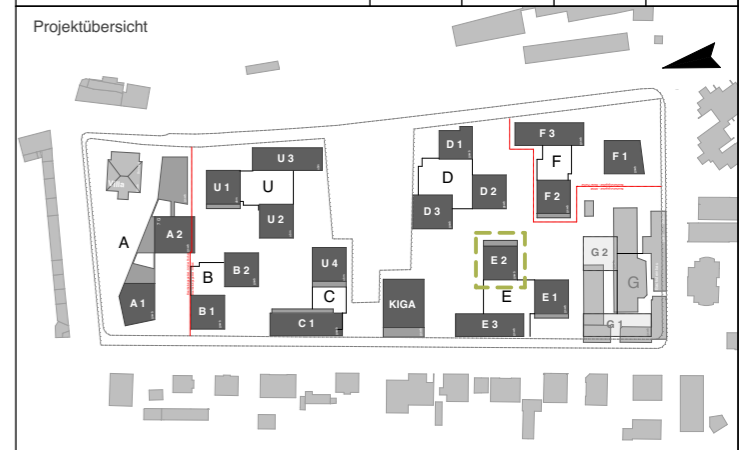 Projektübersicht
D 1
F 3
F 1
U 3
F
Villa
U 1
U
D
D 2
F 2
D 3
U 2
A
A 2
G 2
U 4
E 2
B
B 2
G
C
E
E 1
A 1
KIGA
B 1
C 1
E 3
G 1